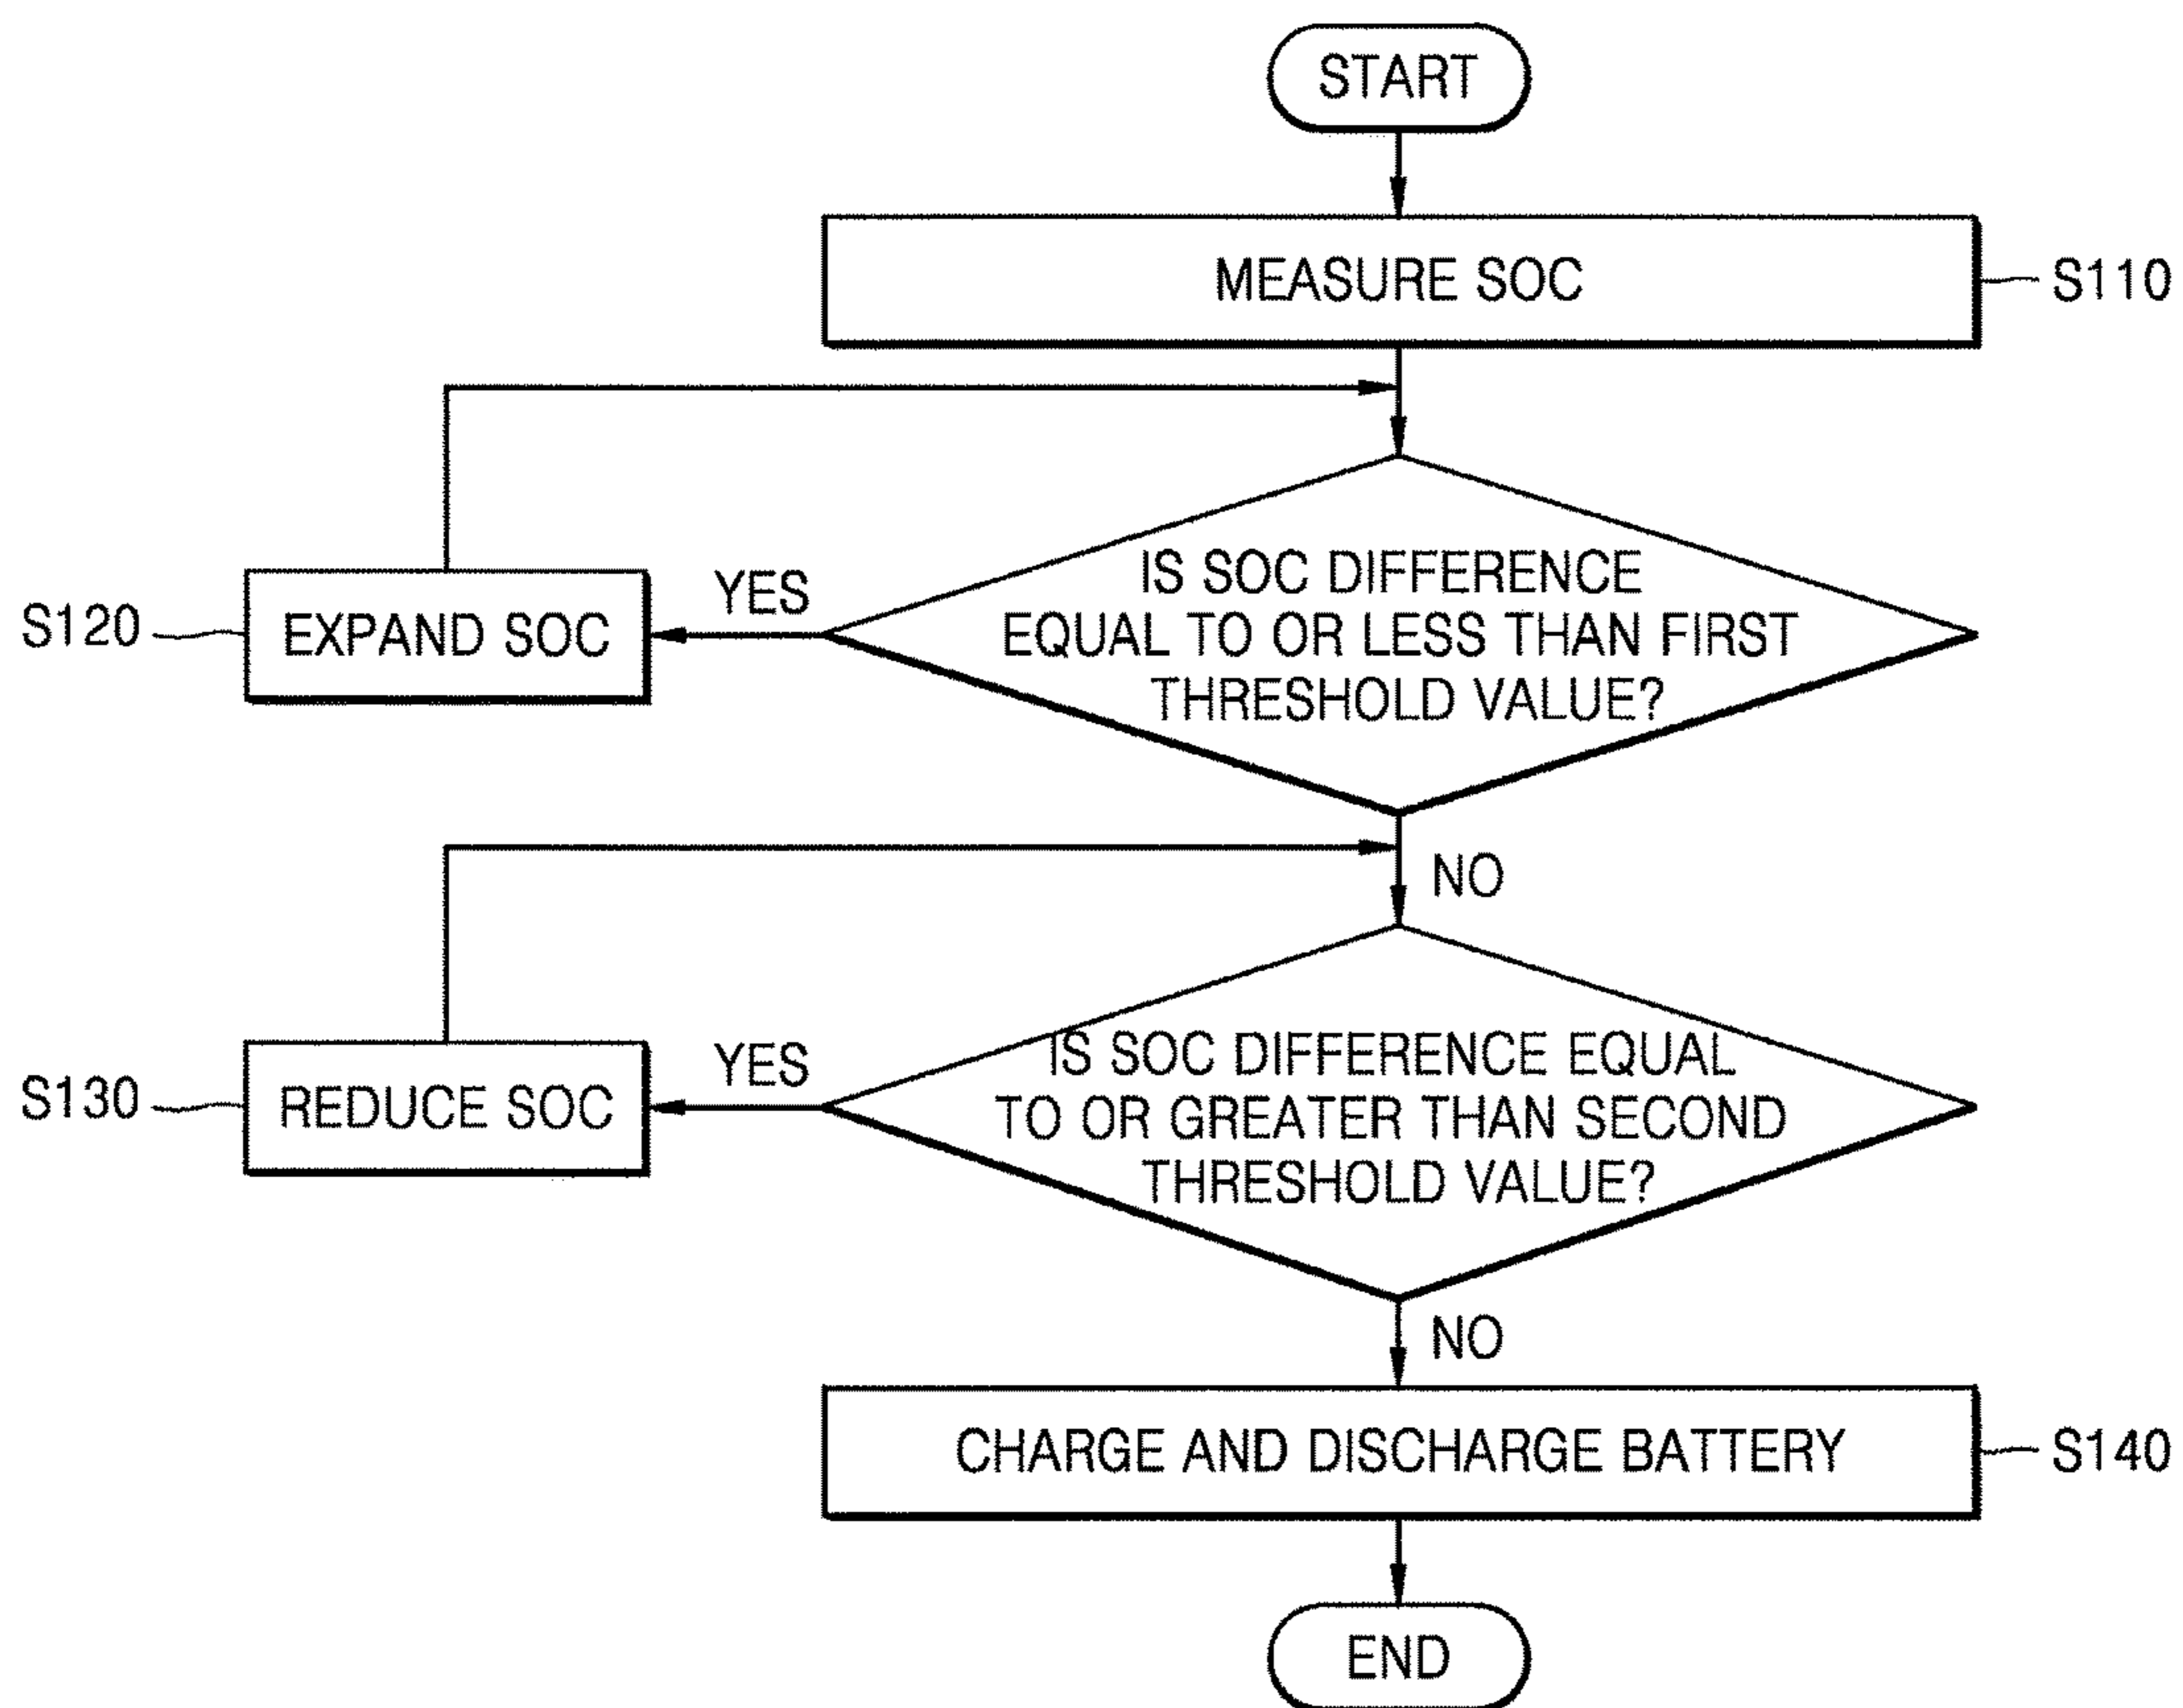 START
MEASURE SOC
S110
IS SOC DIFFERENCE
EQUAL TO OR LESS THAN FIRST
THRESHOLD VALUE?
YES
EXPAND SOC
S120
NO
IS SOC DIFFERENCE EQUAL
TO OR GREATER THAN SECOND
THRESHOLD VALUE?
YES
REDUCE SOC
S130
NO
CHARGE AND DISCHARGE BATTERY
S140
END